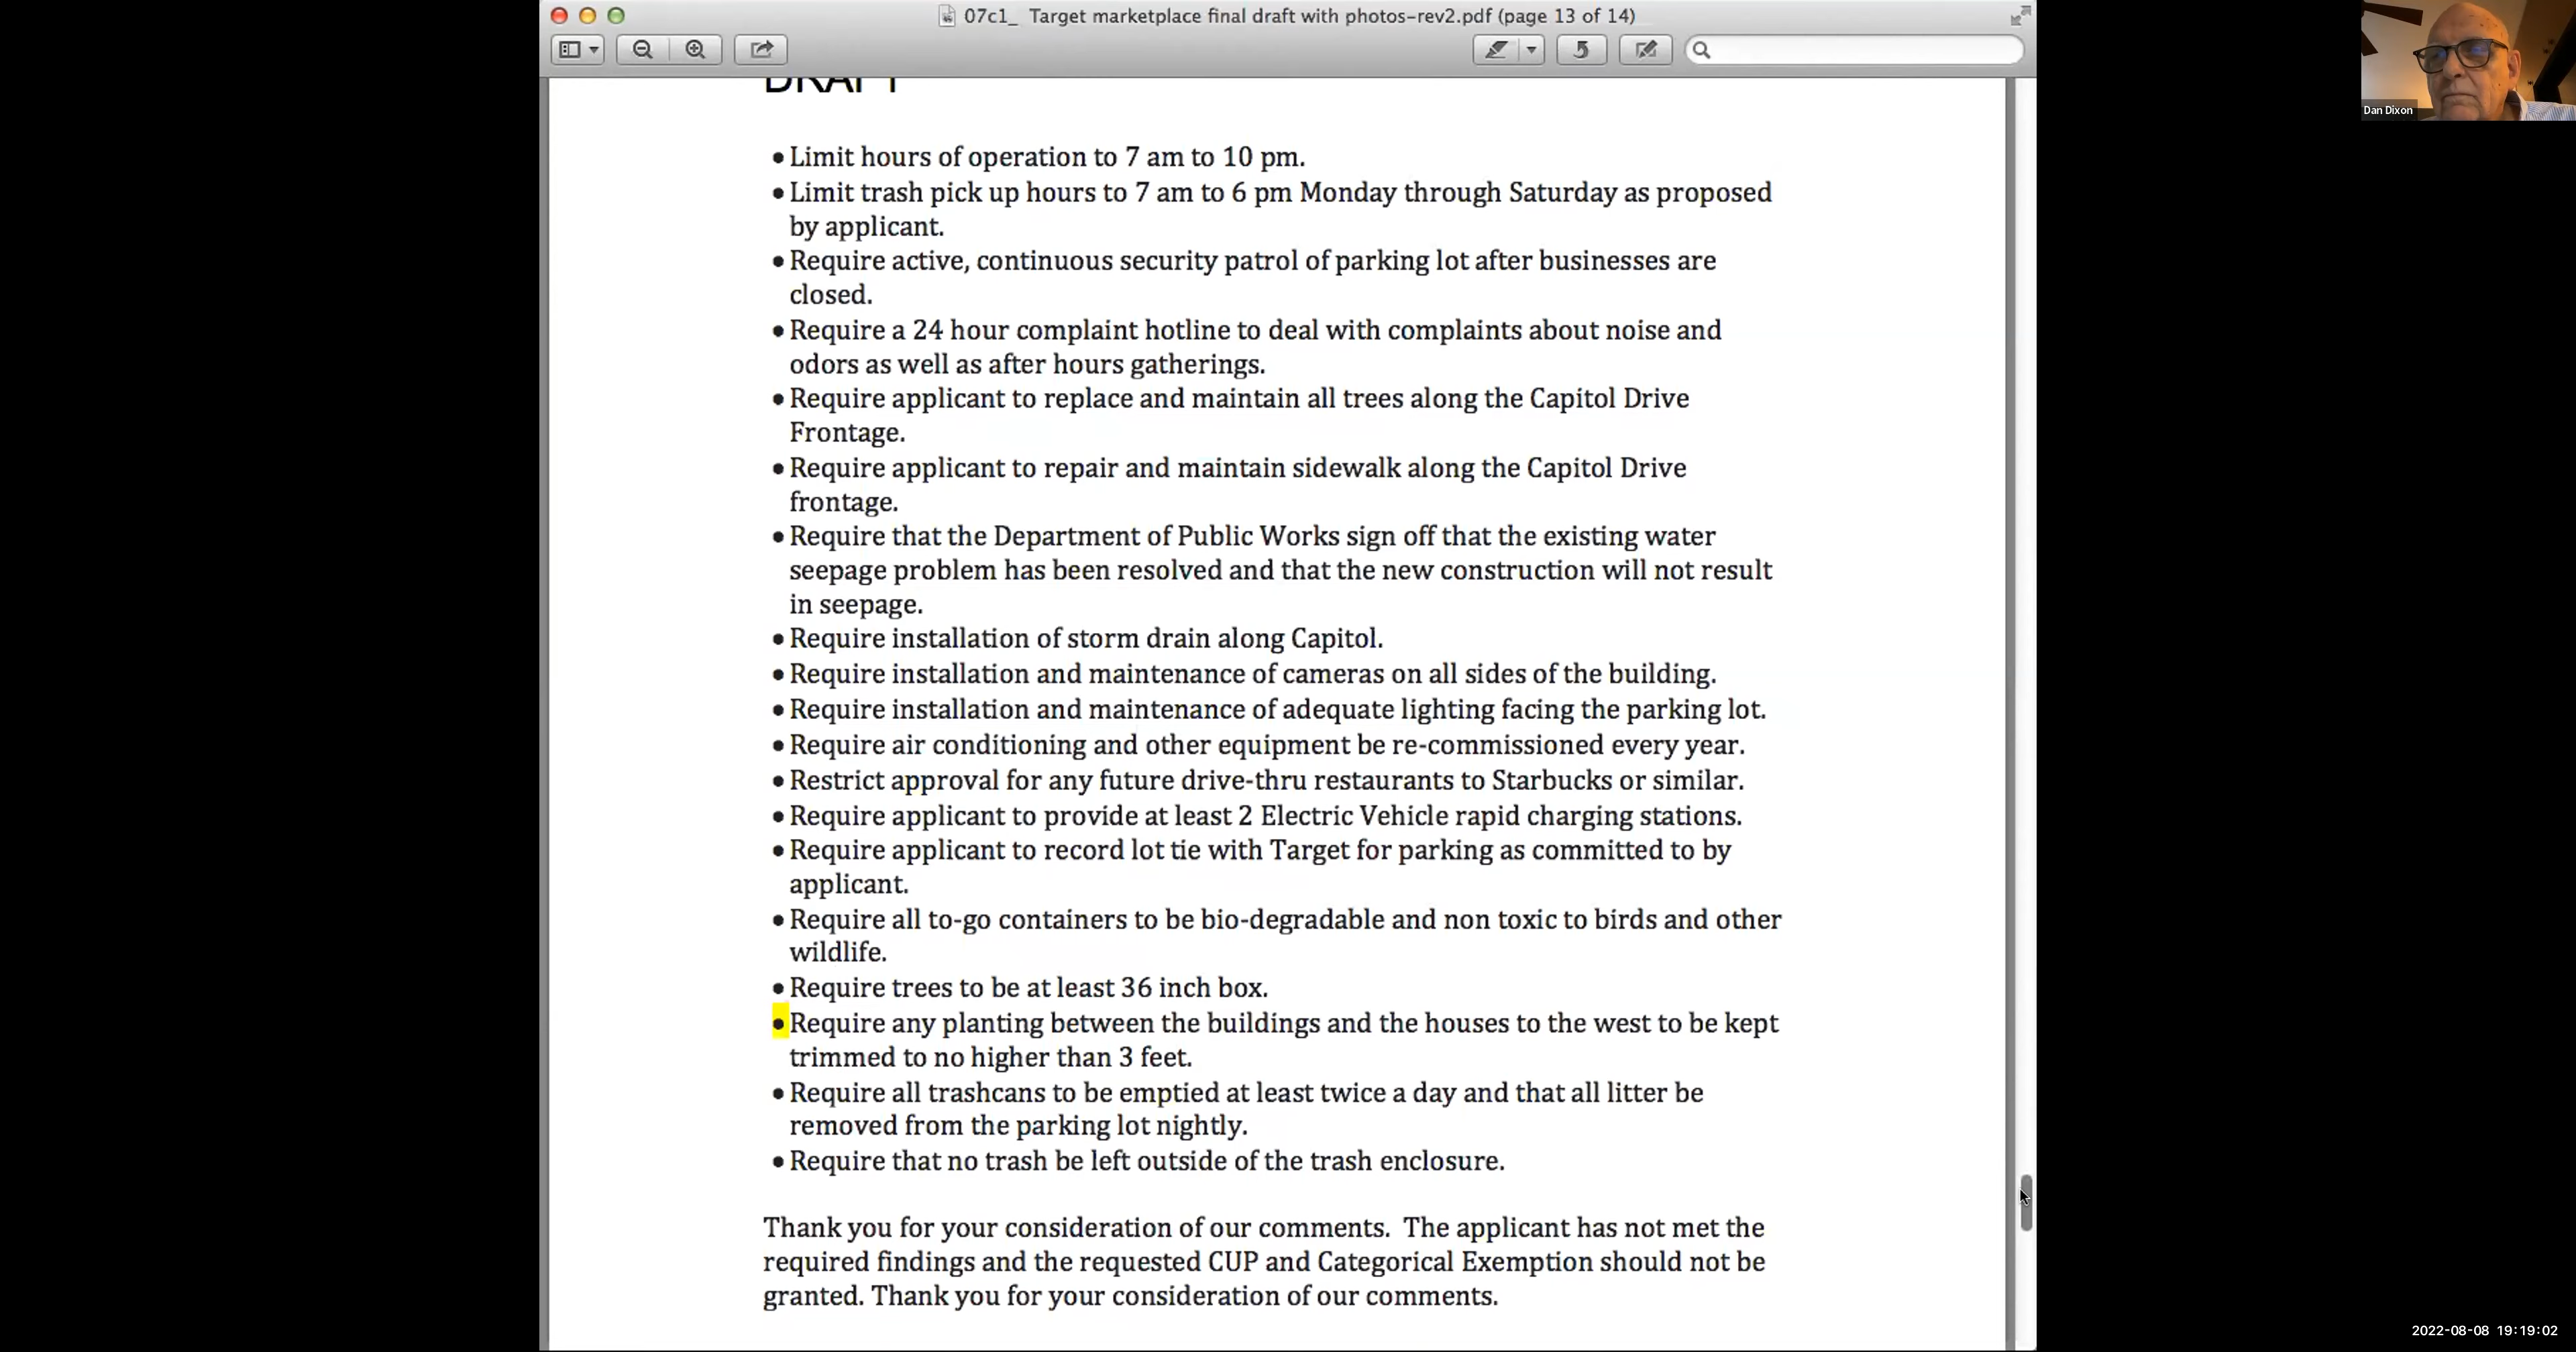 07c1_ Target marketplace final draft with photos-rev2.pdf (page 13 of 14)
Dan Dixon
DRAFT
• Limit hours of operation to 7 am to 10 pm.
• Limit trash pick up hours to 7 am to 6 pm Monday through Saturday as proposed
by applicant.
• Require active, continuous security patrol of parking lot after businesses are
closed.
• Require a 24 hour complaint hotline to deal with complaints about noise and
odors as well as after hours gatherings.
• Require applicant to replace and maintain all trees along the Capitol Drive
Frontage.
• Require applicant to repair and maintain sidewalk along the Capitol Drive
frontage.
• Require that the Department of Public Works sign off that the existing water
seepage problem has been resolved and that the new construction will not result
in seepage.
• Require installation of storm drain along Capitol.
• Require installation and maintenance of cameras on all sides of the building.
• Require installation and maintenance of adequate lighting facing the parking lot.
• Require air conditioning and other equipment be re-commissioned every year.
• Restrict approval for any future drive-thru restaurants to Starbucks or similar.
• Require applicant to provide at least 2 Electric Vehicle rapid charging stations.
• Require applicant to record lot tie with Target for parking as committed to by
applicant.
• Require all to-go containers to be bio-degradable and non toxic to birds and other
wildlife.
• Require trees to be at least 36 inch box.
• Require any planting between the buildings and the houses to the west to be kept
trimmed to no higher than 3 feet.
• Require all trashcans to be emptied at least twice a day and that all litter be
removed from the parking lot nightly.
• Require that no trash be left outside of the trash enclosure.
Thank you for your consideration of our comments.  The applicant has not met the
required findings and the requested CUP and Categorical Exemption should not be
granted. Thank you for your consideration of our comments.
2022-08-08 19:19:02